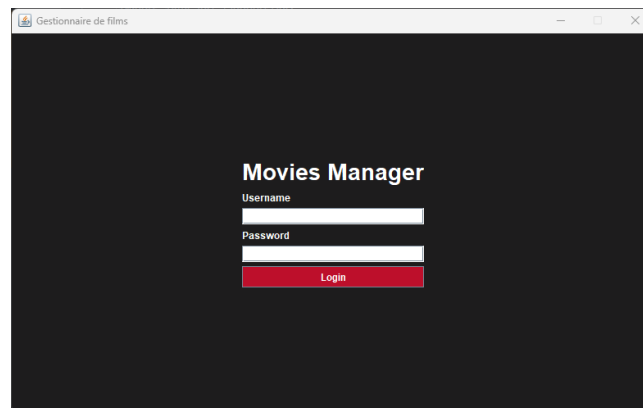 Gestionnaire de films
Movies Manager
Username
Password
Login